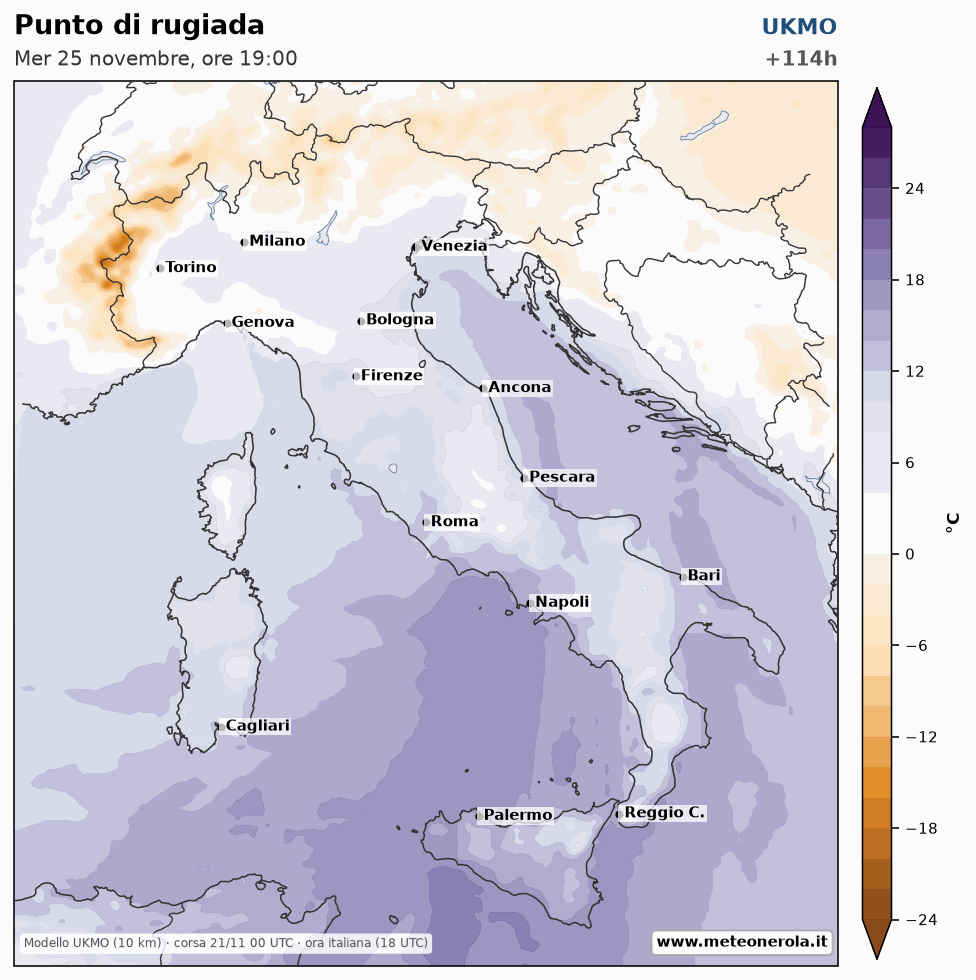 Punto di rugiada
UKMO
Mer 25 novembre, ore 19:00
+114h
Milano
Venezia
Torino
Genova
Bologna
Firenze
Ancona
Pescara
Roma
Bari
Napoli
Cagliari
Palermo
Reggio C.
24
18
12
6
0
−6
−12
−18
−24
°C
Modello UKMO (10 km) · corsa 21/11 00 UTC · ora italiana (18 UTC)
www.meteonerola.it